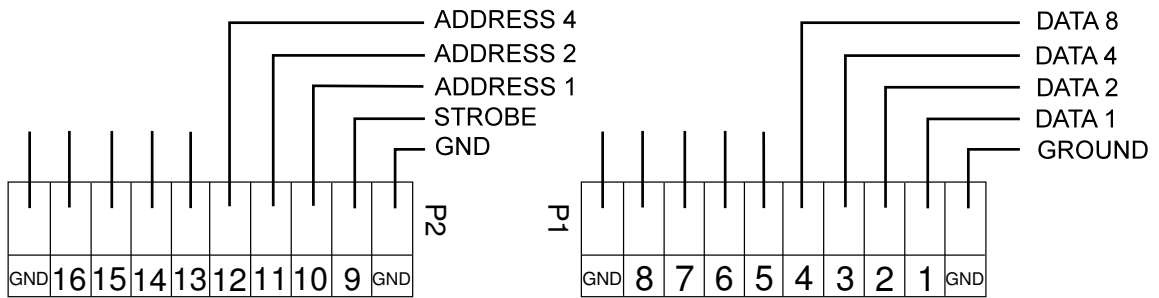 ADDRESS 4
ADDRESS 2
ADDRESS 1
STROBE
GND
P2
GND 16 15 14 13 12 11 10 9 GND
DATA 8
DATA 4
DATA 2
DATA 1
GROUND
P1
GND 8 7 6 5 4 3 2 1 GND